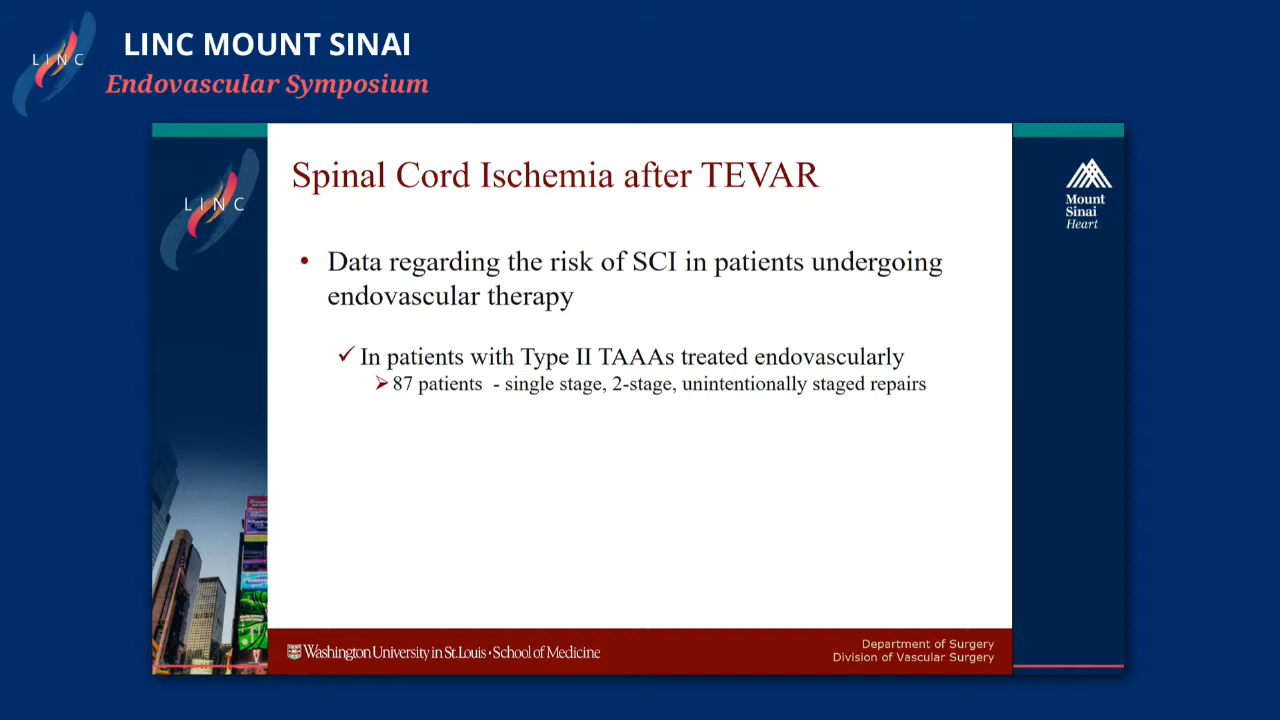 LINC
LINC MOUNT SINAI
Endovascular Symposium
LINC
Mount
Sinai
Heart
Spinal Cord Ischemia after TEVAR
• Data regarding the risk of SCI in patients undergoing
endovascular therapy
✓ In patients with Type II TAAAs treated endovascularly
➢ 87 patients - single stage, 2-stage, unintentionally staged repairs
Washington University in St. Louis • School of Medicine
Department of Surgery
Division of Vascular Surgery